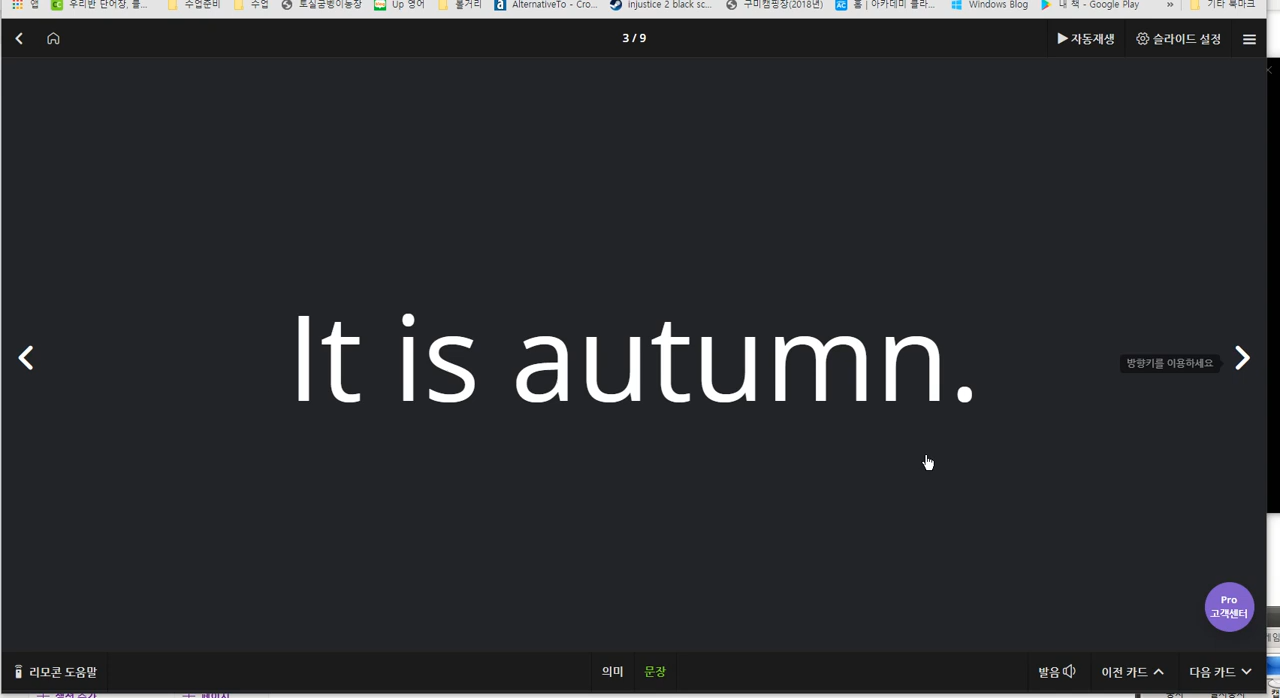 앱 우리반 단어장, 클... 수업준비 수업 토실굼벵이농장 Up 영어 볼거리 AlternativeTo - Cro... injustice 2 black sc... 구미캠핑장(2018년) 홈 | 아카데미 클라... Windows Blog 내 책 - Google Play » 기타 북마크
3 / 9 자동재생 슬라이드 설정
It is autumn.
방향키를 이용하세요
Pro
고객센터
리모콘 도움말 의미 문장 발음 이전 카드 다음 카드